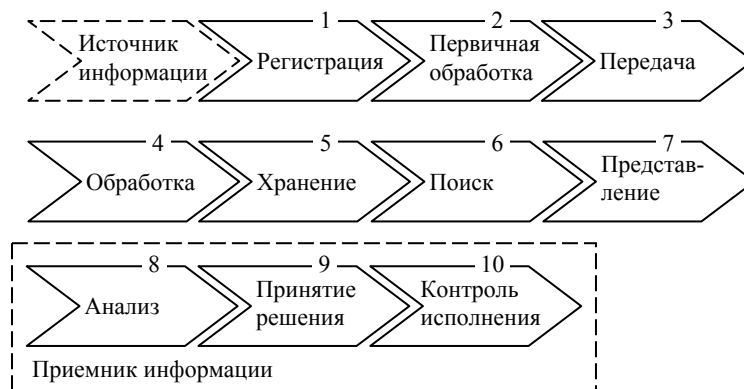 1 2 3
Источник Первичная
информации Регистрация обработка Передача
4 5 6 7
Обработка Хранение Поиск Представ-
ление
8 9 10
Анализ Принятие Контроль
решения исполнения
Приемник информации